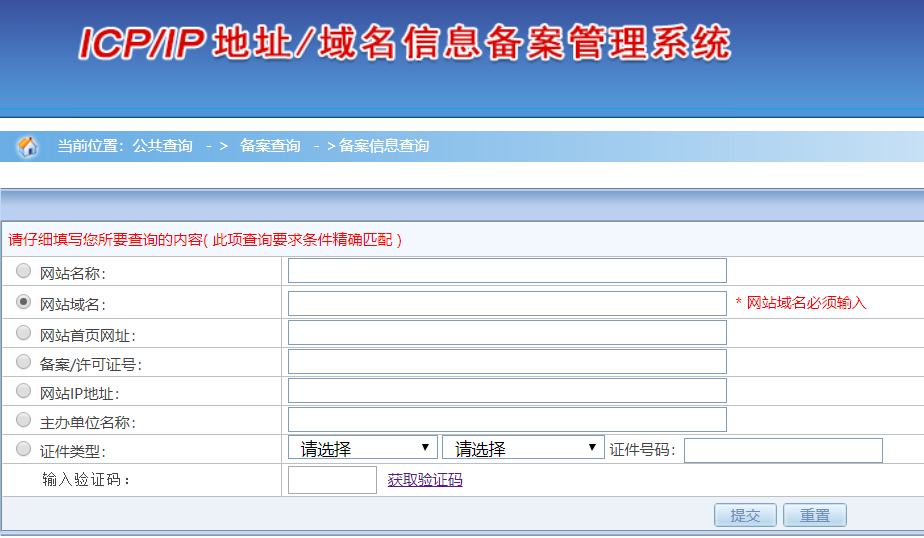 ICP/IP 地址/域名信息备案管理系统
当前位置：公共查询 -> 备案查询 ->备案信息查询
请仔细填写您所要查询的内容( 此项查询要求条件精确匹配 )
网站名称:
网站域名: * 网站域名必须输入
网站首页网址:
备案/许可证号:
网站IP地址:
主办单位名称:
证件类型: 请选择 请选择 证件号码:
输入验证码: 获取验证码
提交 重置